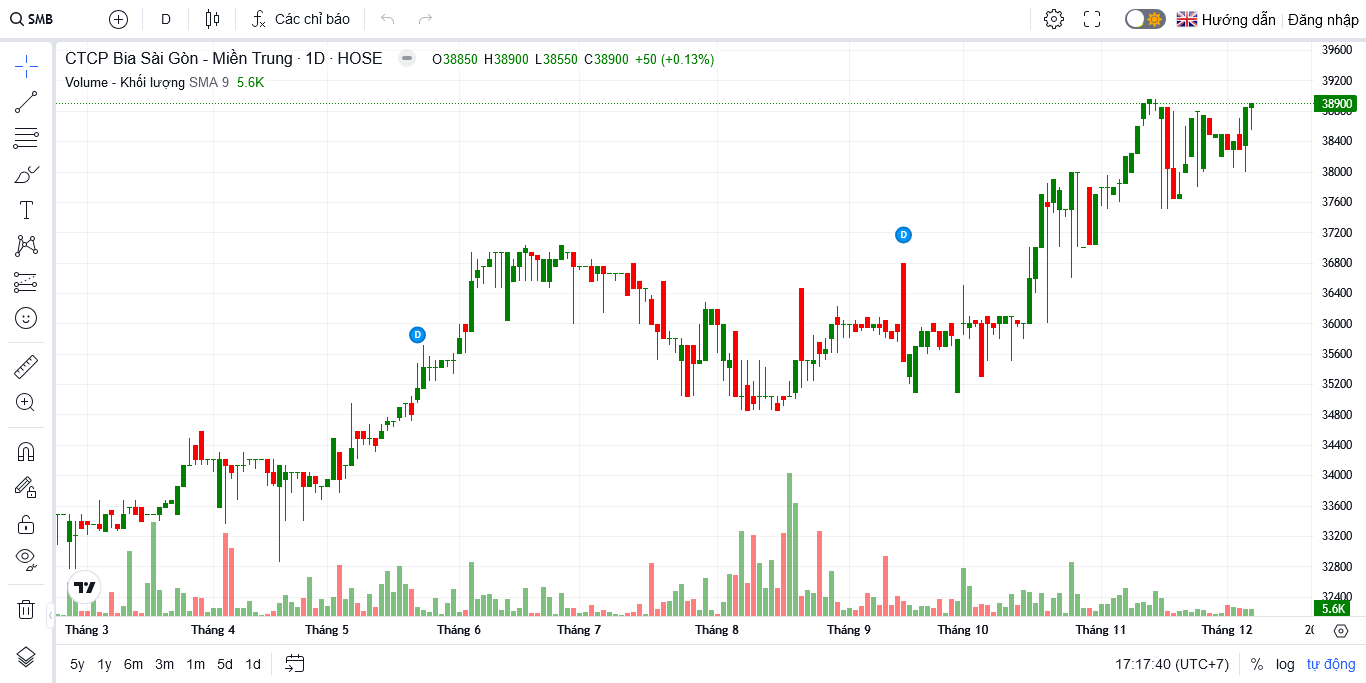 SMB D Các chỉ báo Hướng dẫn Đăng nhập
CTCP Bia Sài Gòn - Miền Trung · 1D · HOSE O38850 H38900 L38550 C38900 +50 (+0.13%)
Volume - Khối lượng SMA 9 5.6K
39600
39200
38900
38400
38000
37600
37200
36800
36400
36000
35600
35200
34800
34400
34000
33600
33200
32800
32400
5.6K
D
D
Tháng 3 Tháng 4 Tháng 5 Tháng 6 Tháng 7 Tháng 8 Tháng 9 Tháng 10 Tháng 11 Tháng 12
5y 1y 6m 3m 1m 5d 1d 17:17:40 (UTC+7) % log tự động